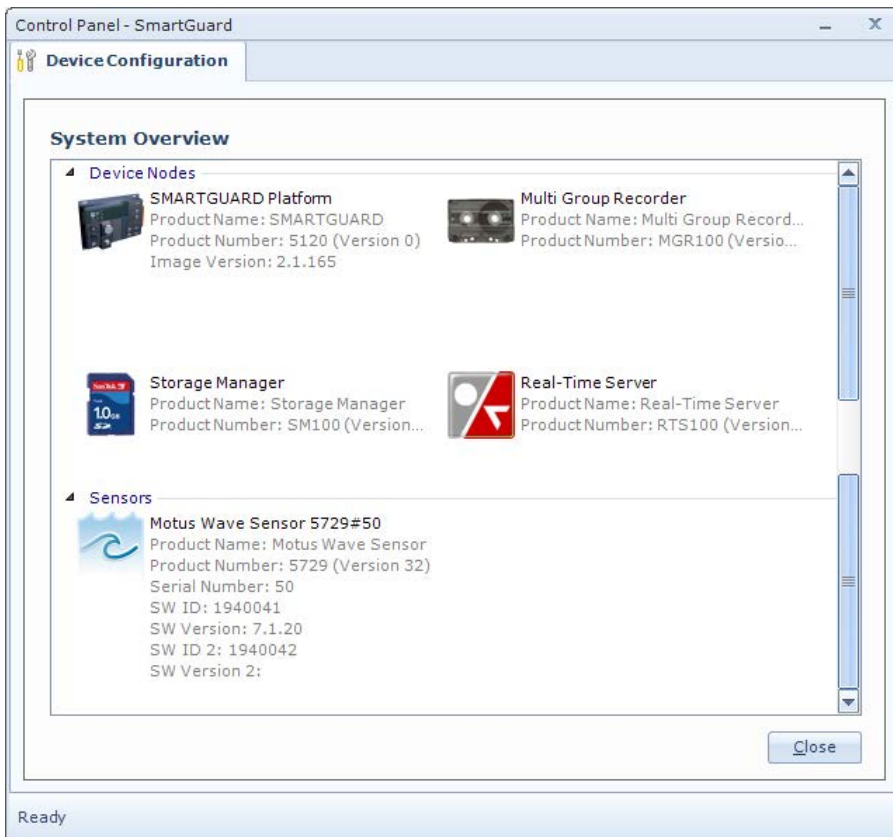 Control Panel - SmartGuard
Device Configuration
System Overview
Device Nodes
SMARTGUARD Platform
Product Name: SMARTGUARD
Product Number: 5120 (Version 0)
Image Version: 2.1.165
Multi Group Recorder
Product Name: Multi Group Record...
Product Number: MGR100 (Versio...
SanDisk
1.0GB
Storage Manager
Product Name: Storage Manager
Product Number: SM100 (Version...
Real-Time Server
Product Name: Real-Time Server
Product Number: RTS100 (Version...
Sensors
Motus Wave Sensor 5729#50
Product Name: Motus Wave Sensor
Product Number: 5729 (Version 32)
Serial Number: 50
SW ID: 1940041
SW Version: 7.1.20
SW ID 2: 1940042
SW Version 2:
Close
Ready